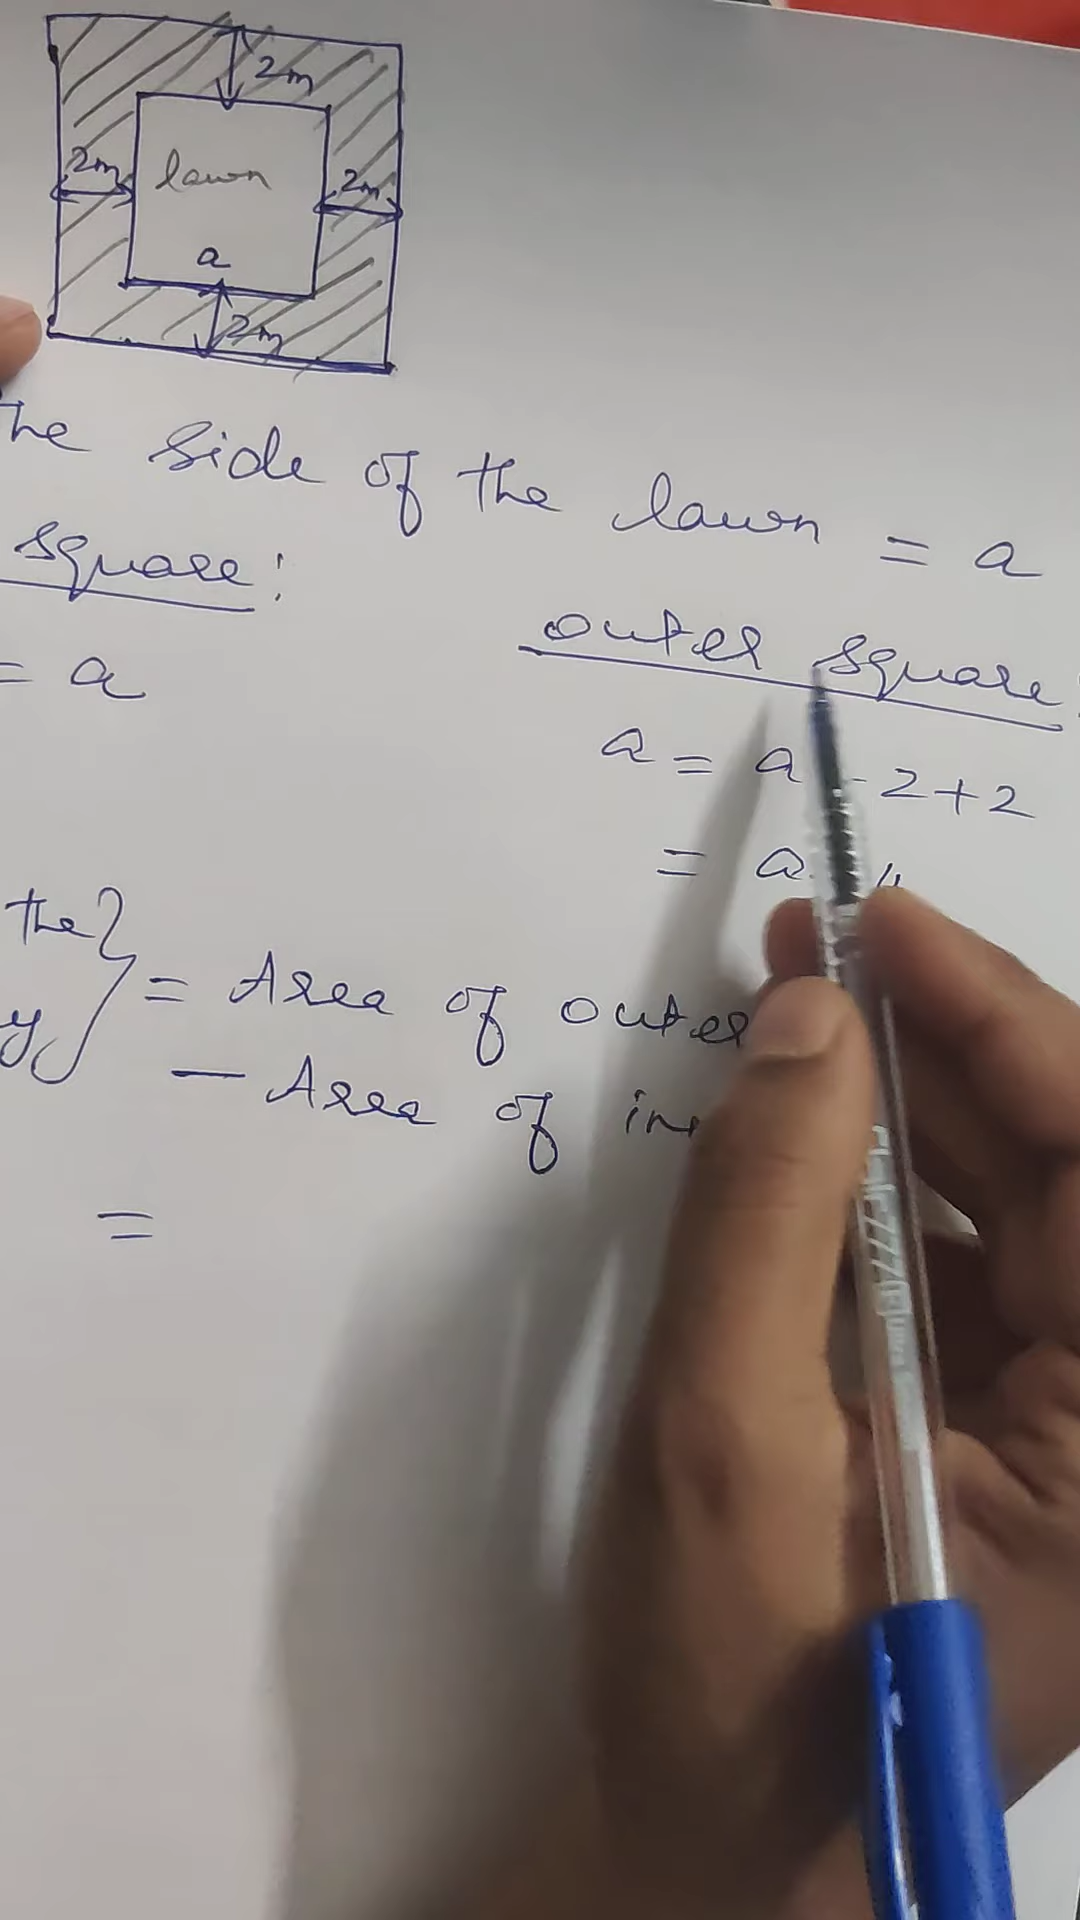 2m
2m lawn 2m
a
2m
the side of the lawn = a
square:
outer square
= a
a = a 2+2
= a
the
y = Area of outer
— Area of
=